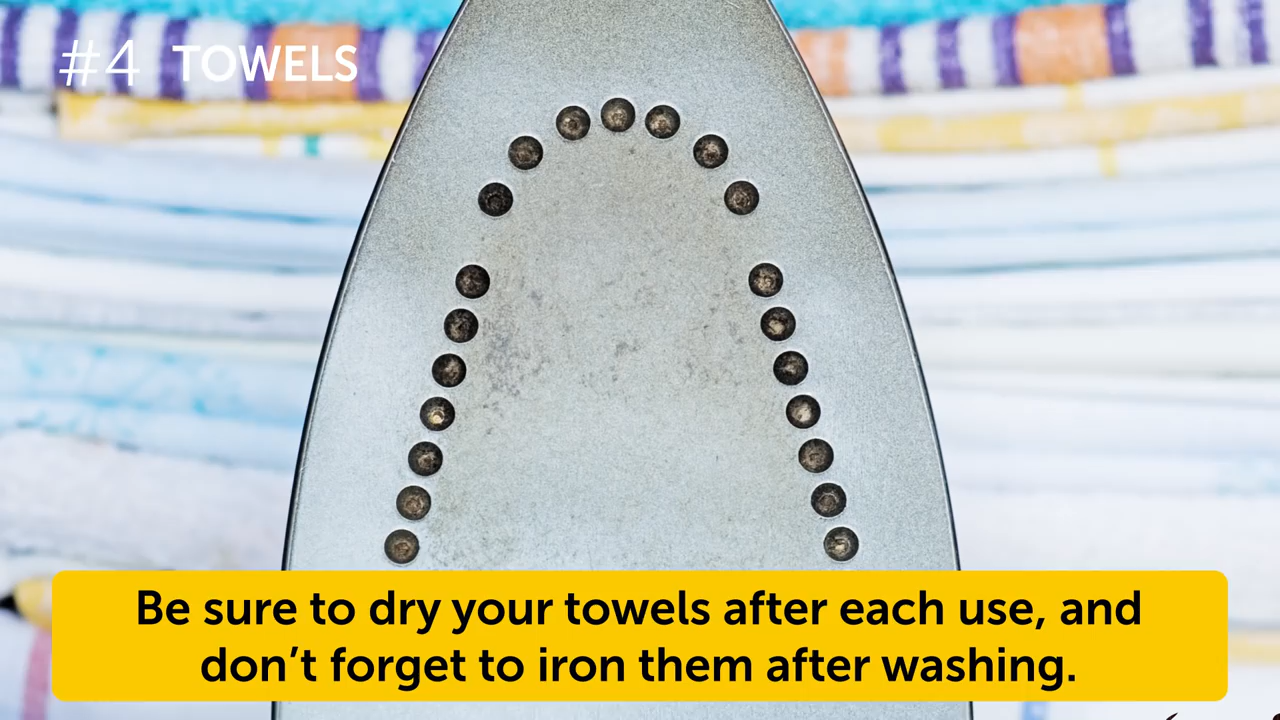 #4 TOWELS
Be sure to dry your towels after each use, and
don’t forget to iron them after washing.